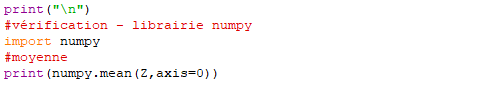 print("\n")
#vérification - librairie numpy
import numpy
#moyenne
print(numpy.mean(Z,axis=0))